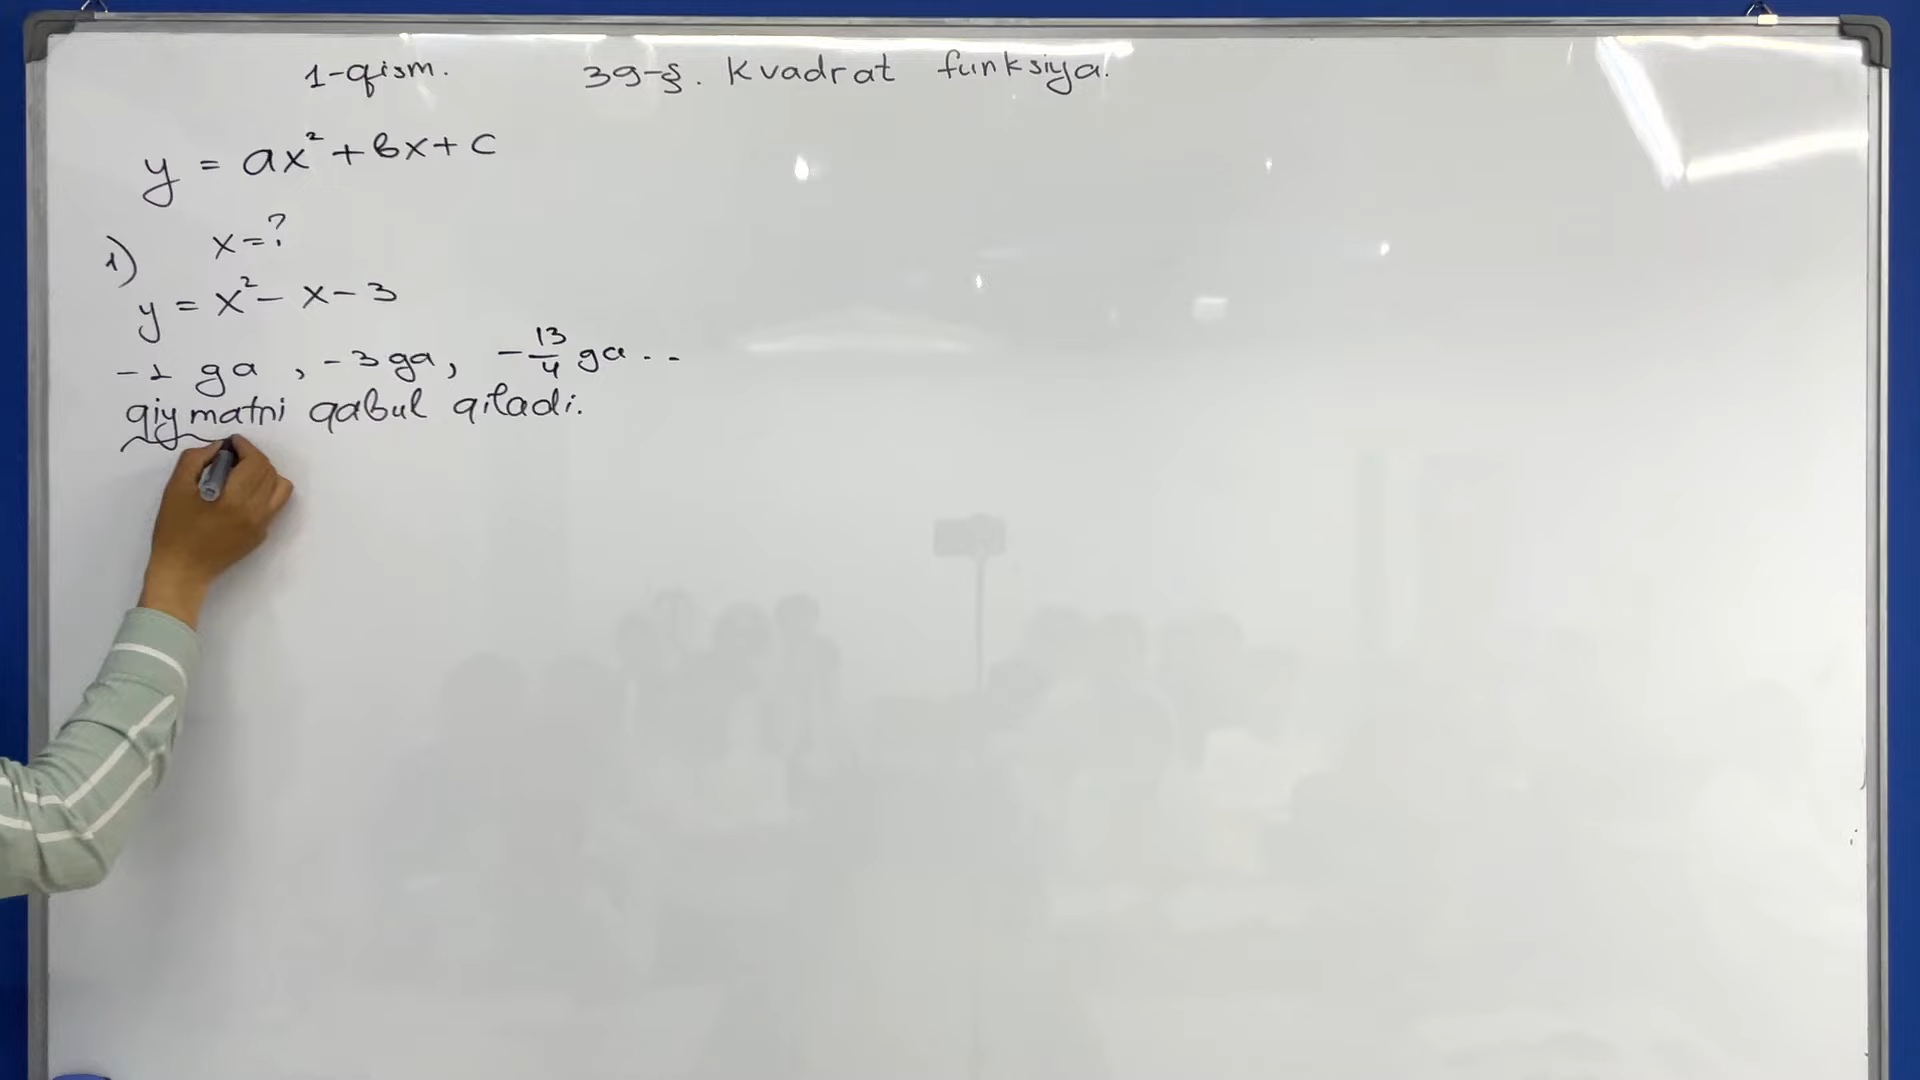 1-qism. 39-§. Kvadrat funksiya.
y = ax² + bx + c
1) x=?
y = x² - x - 3
-1 ga, -3 ga, -13/4 ga..
qiymatni qabul qiladi.